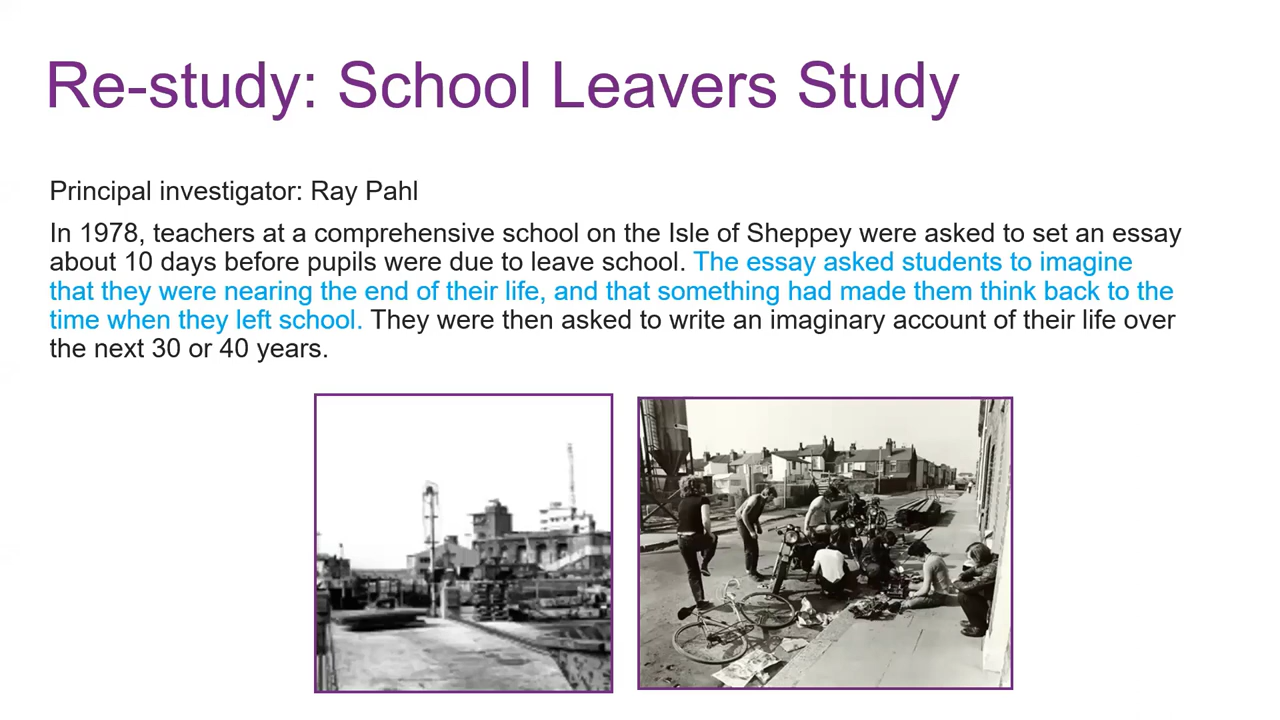 Re-study: School Leavers Study
Principal investigator: Ray Pahl
In 1978, teachers at a comprehensive school on the Isle of Sheppey were asked to set an essay
about 10 days before pupils were due to leave school. The essay asked students to imagine
that they were nearing the end of their life, and that something had made them think back to the
time when they left school. They were then asked to write an imaginary account of their life over
the next 30 or 40 years.